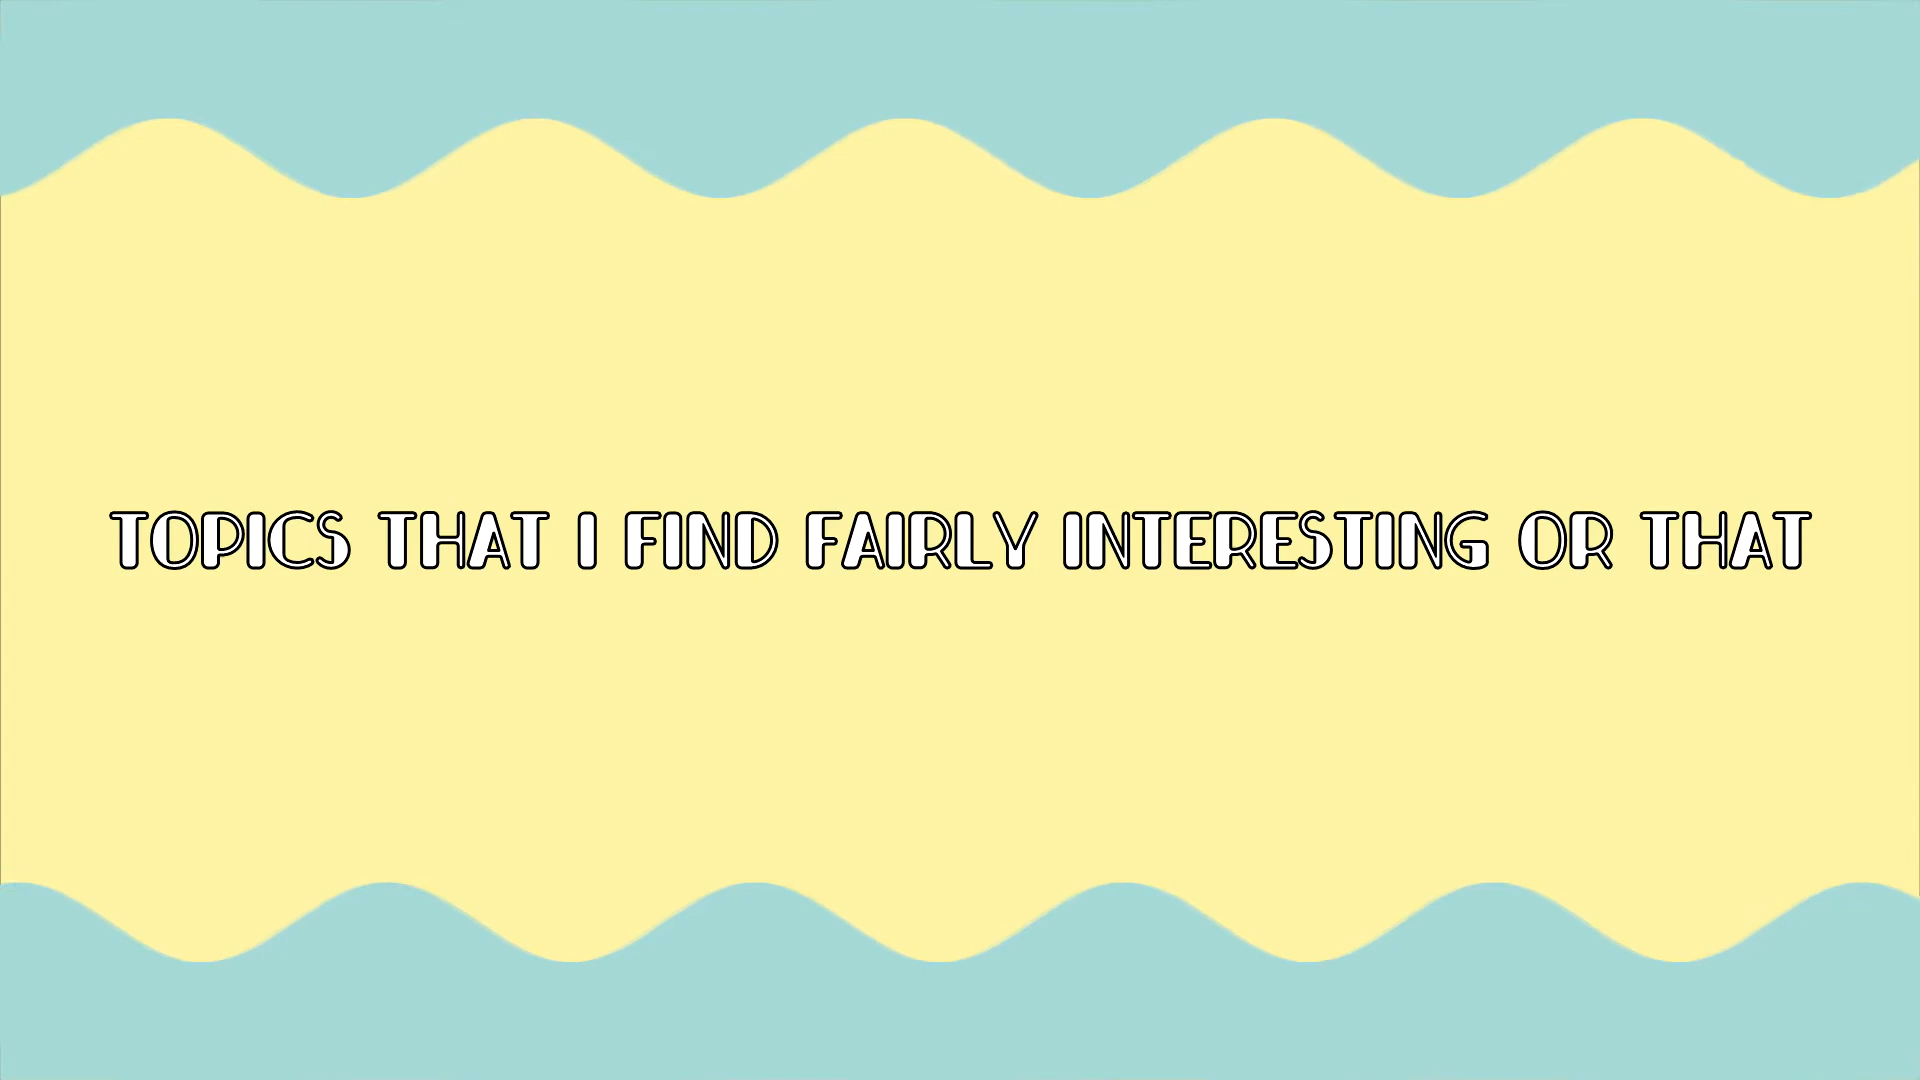 TOPICS THAT I FIND FAIRLY INTERESTING OR THAT